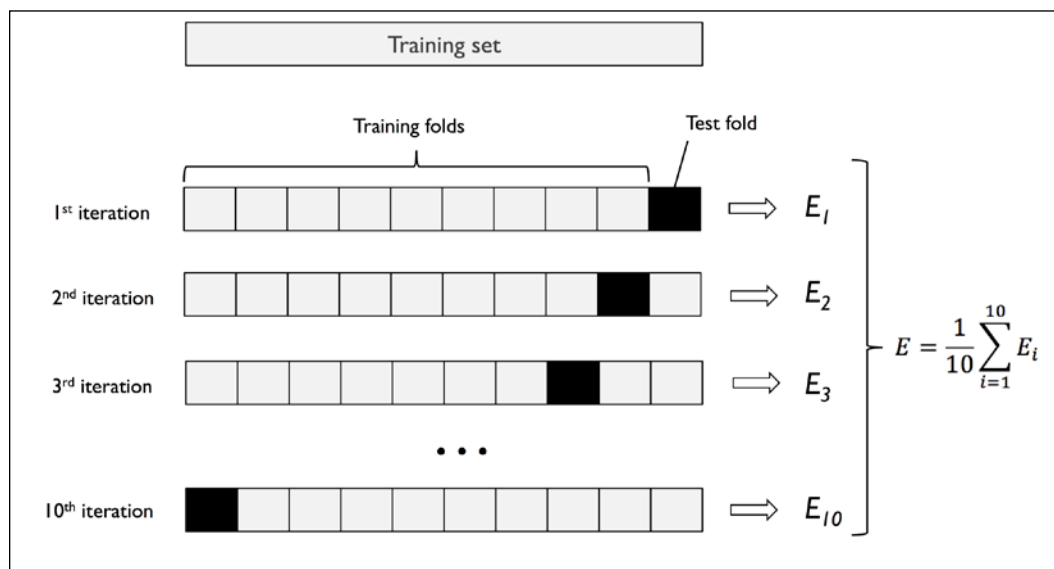 Training set
Training folds
Test fold
1st iteration
E1
2nd iteration
E2
3rd iteration
E3
• • •
10th iteration
E10
E = 1/10 ∑ i=1 10 Ei